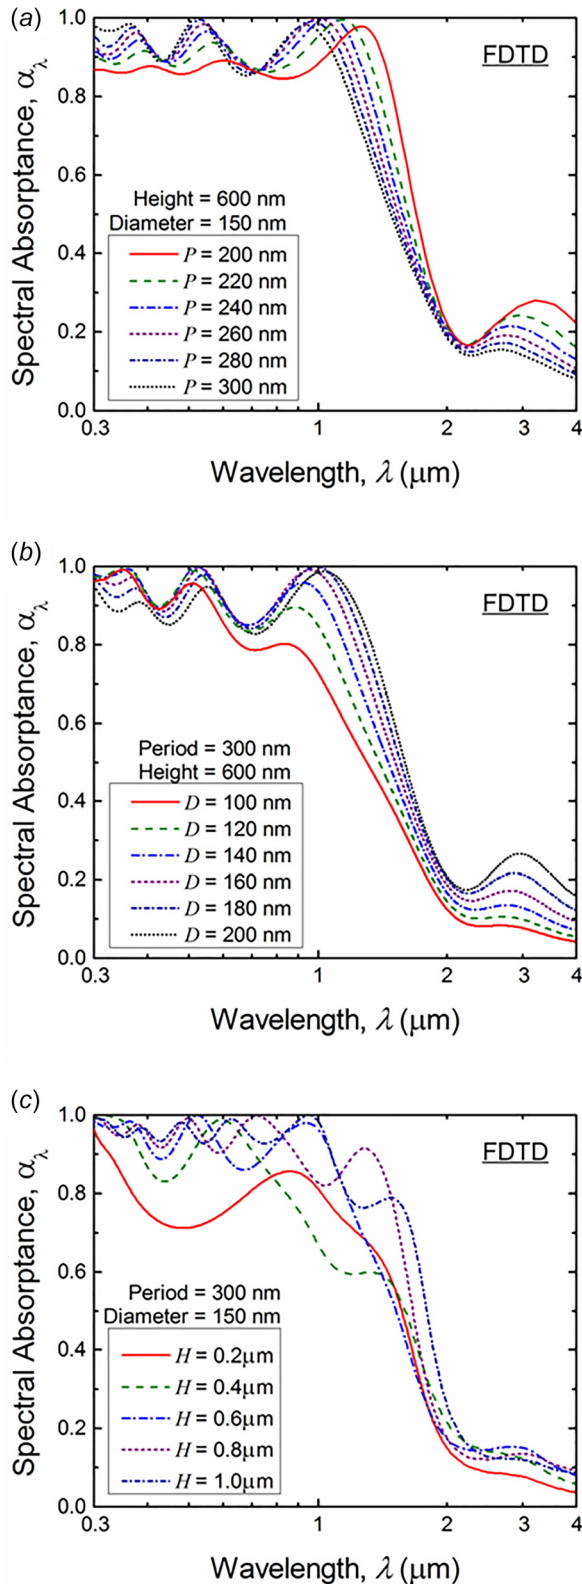 (a)
1.0
0.8
0.6
0.4
0.2
0.0
Spectral Absorptance, αλ
FDTD
Height = 600 nm
Diameter = 150 nm
P = 200 nm
P = 220 nm
P = 240 nm
P = 260 nm
P = 280 nm
P = 300 nm
0.3 1 2 3 4
Wavelength, λ (μm)
(b)
1.0
0.8
0.6
0.4
0.2
0.0
Spectral Absorptance, αλ
FDTD
Period = 300 nm
Height = 600 nm
D = 100 nm
D = 120 nm
D = 140 nm
D = 160 nm
D = 180 nm
D = 200 nm
0.3 1 2 3 4
Wavelength, λ (μm)
(c)
1.0
0.8
0.6
0.4
0.2
0.0
Spectral Absorptance, αλ
FDTD
Period = 300 nm
Diameter = 150 nm
H = 0.2μm
H = 0.4μm
H = 0.6μm
H = 0.8μm
H = 1.0μm
0.3 1 2 3 4
Wavelength, λ (μm)